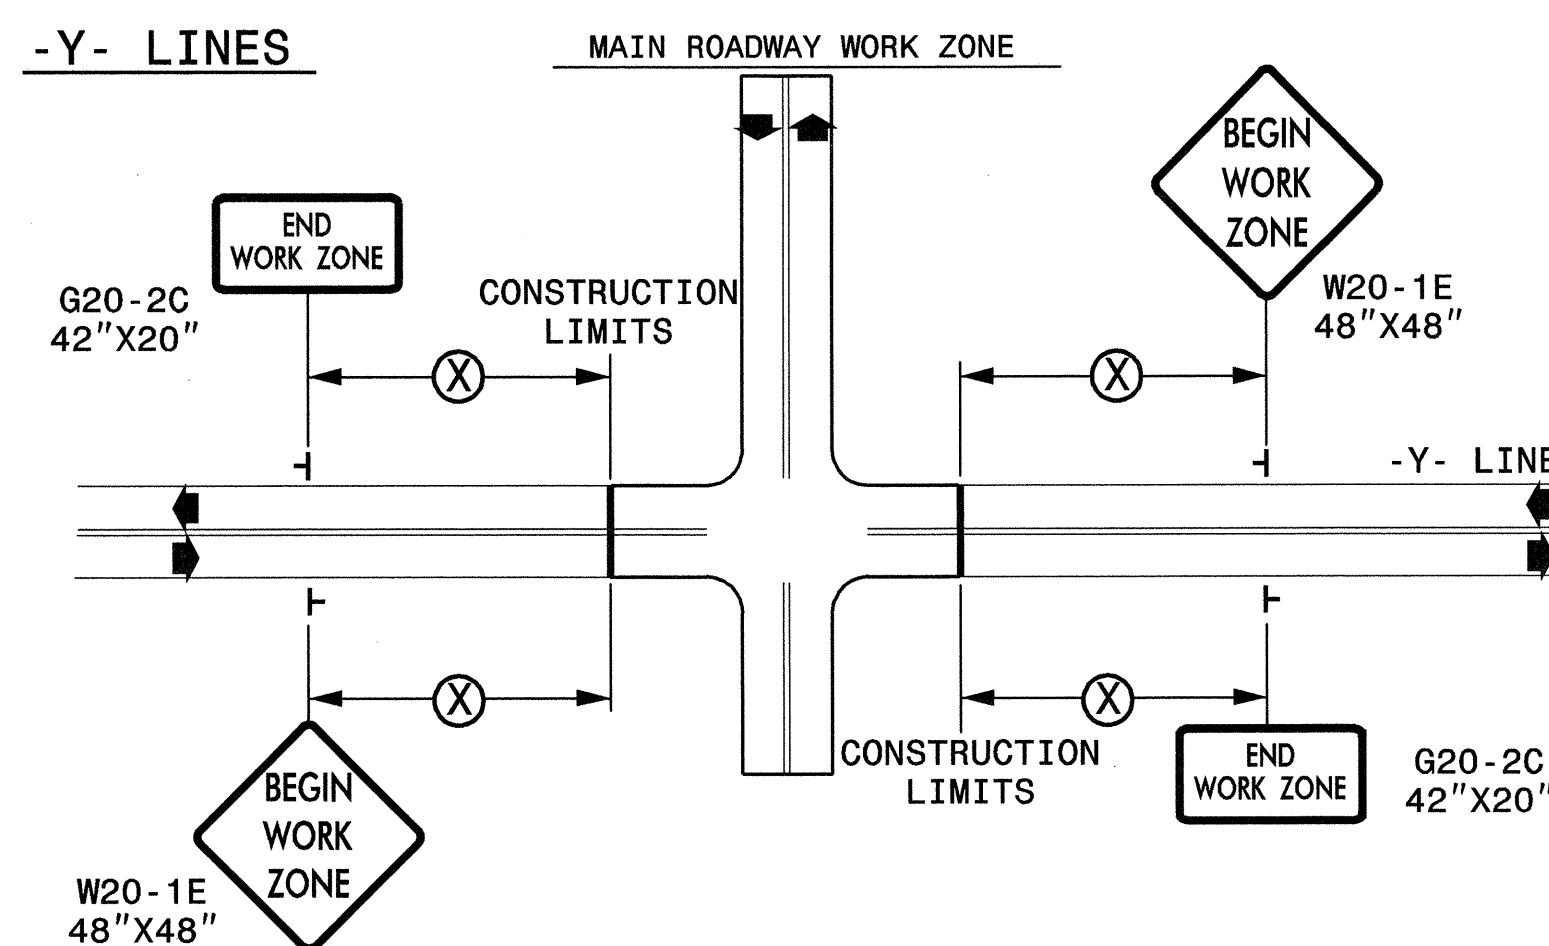 -Y- LINES
MAIN ROADWAY WORK ZONE
BEGIN
WORK
ZONE
END
WORK ZONE
G20-2C
42"X20"
CONSTRUCTION
LIMITS
W20-1E
48"X48"
X
X
-Y- LINE
X
X
CONSTRUCTION
LIMITS
END
WORK ZONE
G20-2C
42"X20"
BEGIN
WORK
ZONE
W20-1E
48"X48"